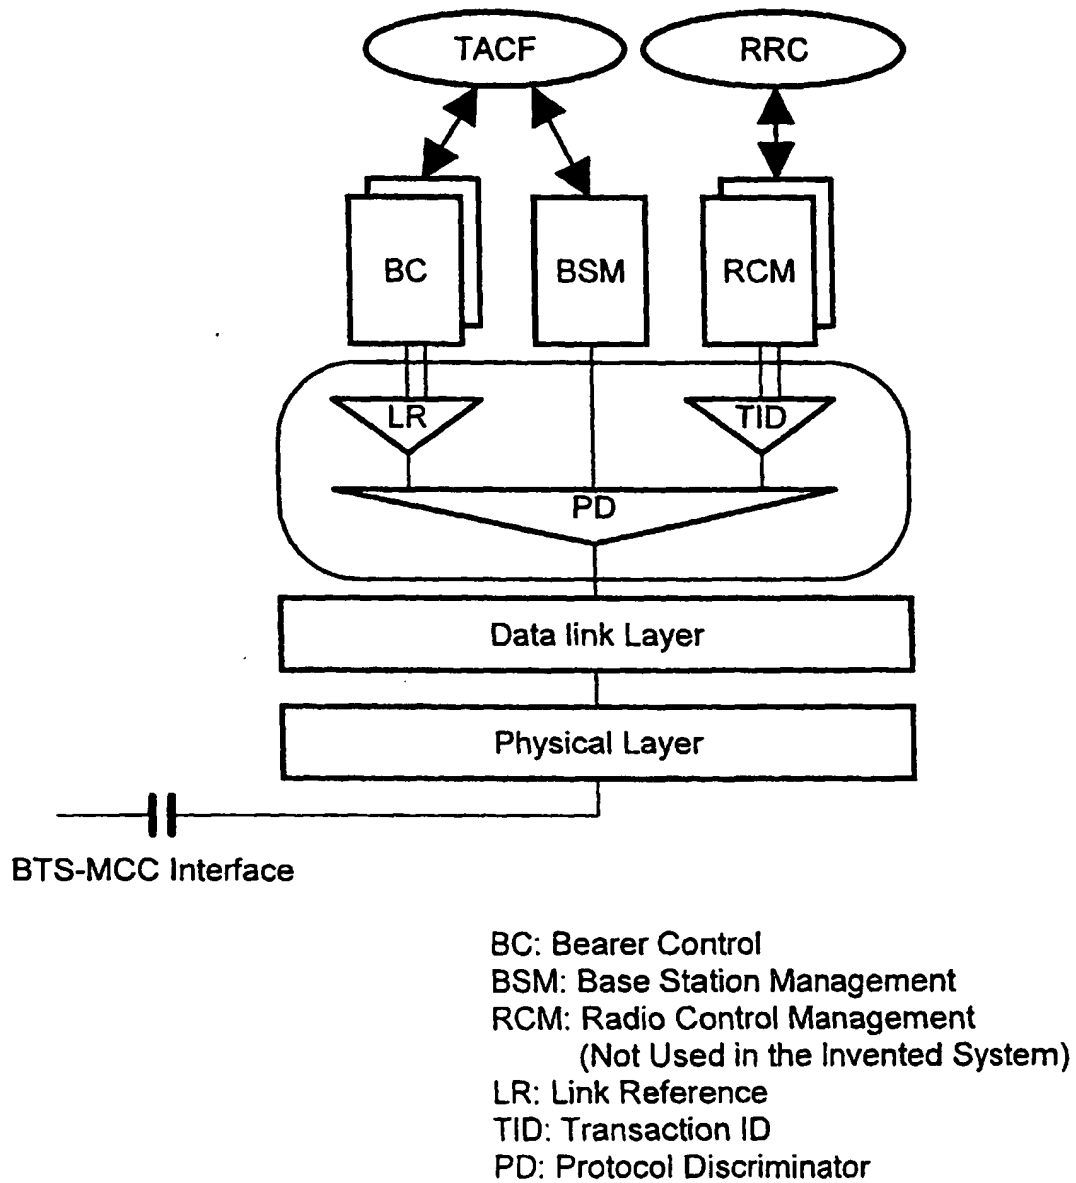 TACF
RRC
BC
BSM
RCM
LR
TID
PD
Data link Layer
Physical Layer
BTS-MCC Interface
BC: Bearer Control
BSM: Base Station Management
RCM: Radio Control Management
(Not Used in the Invented System)
LR: Link Reference
TID: Transaction ID
PD: Protocol Discriminator